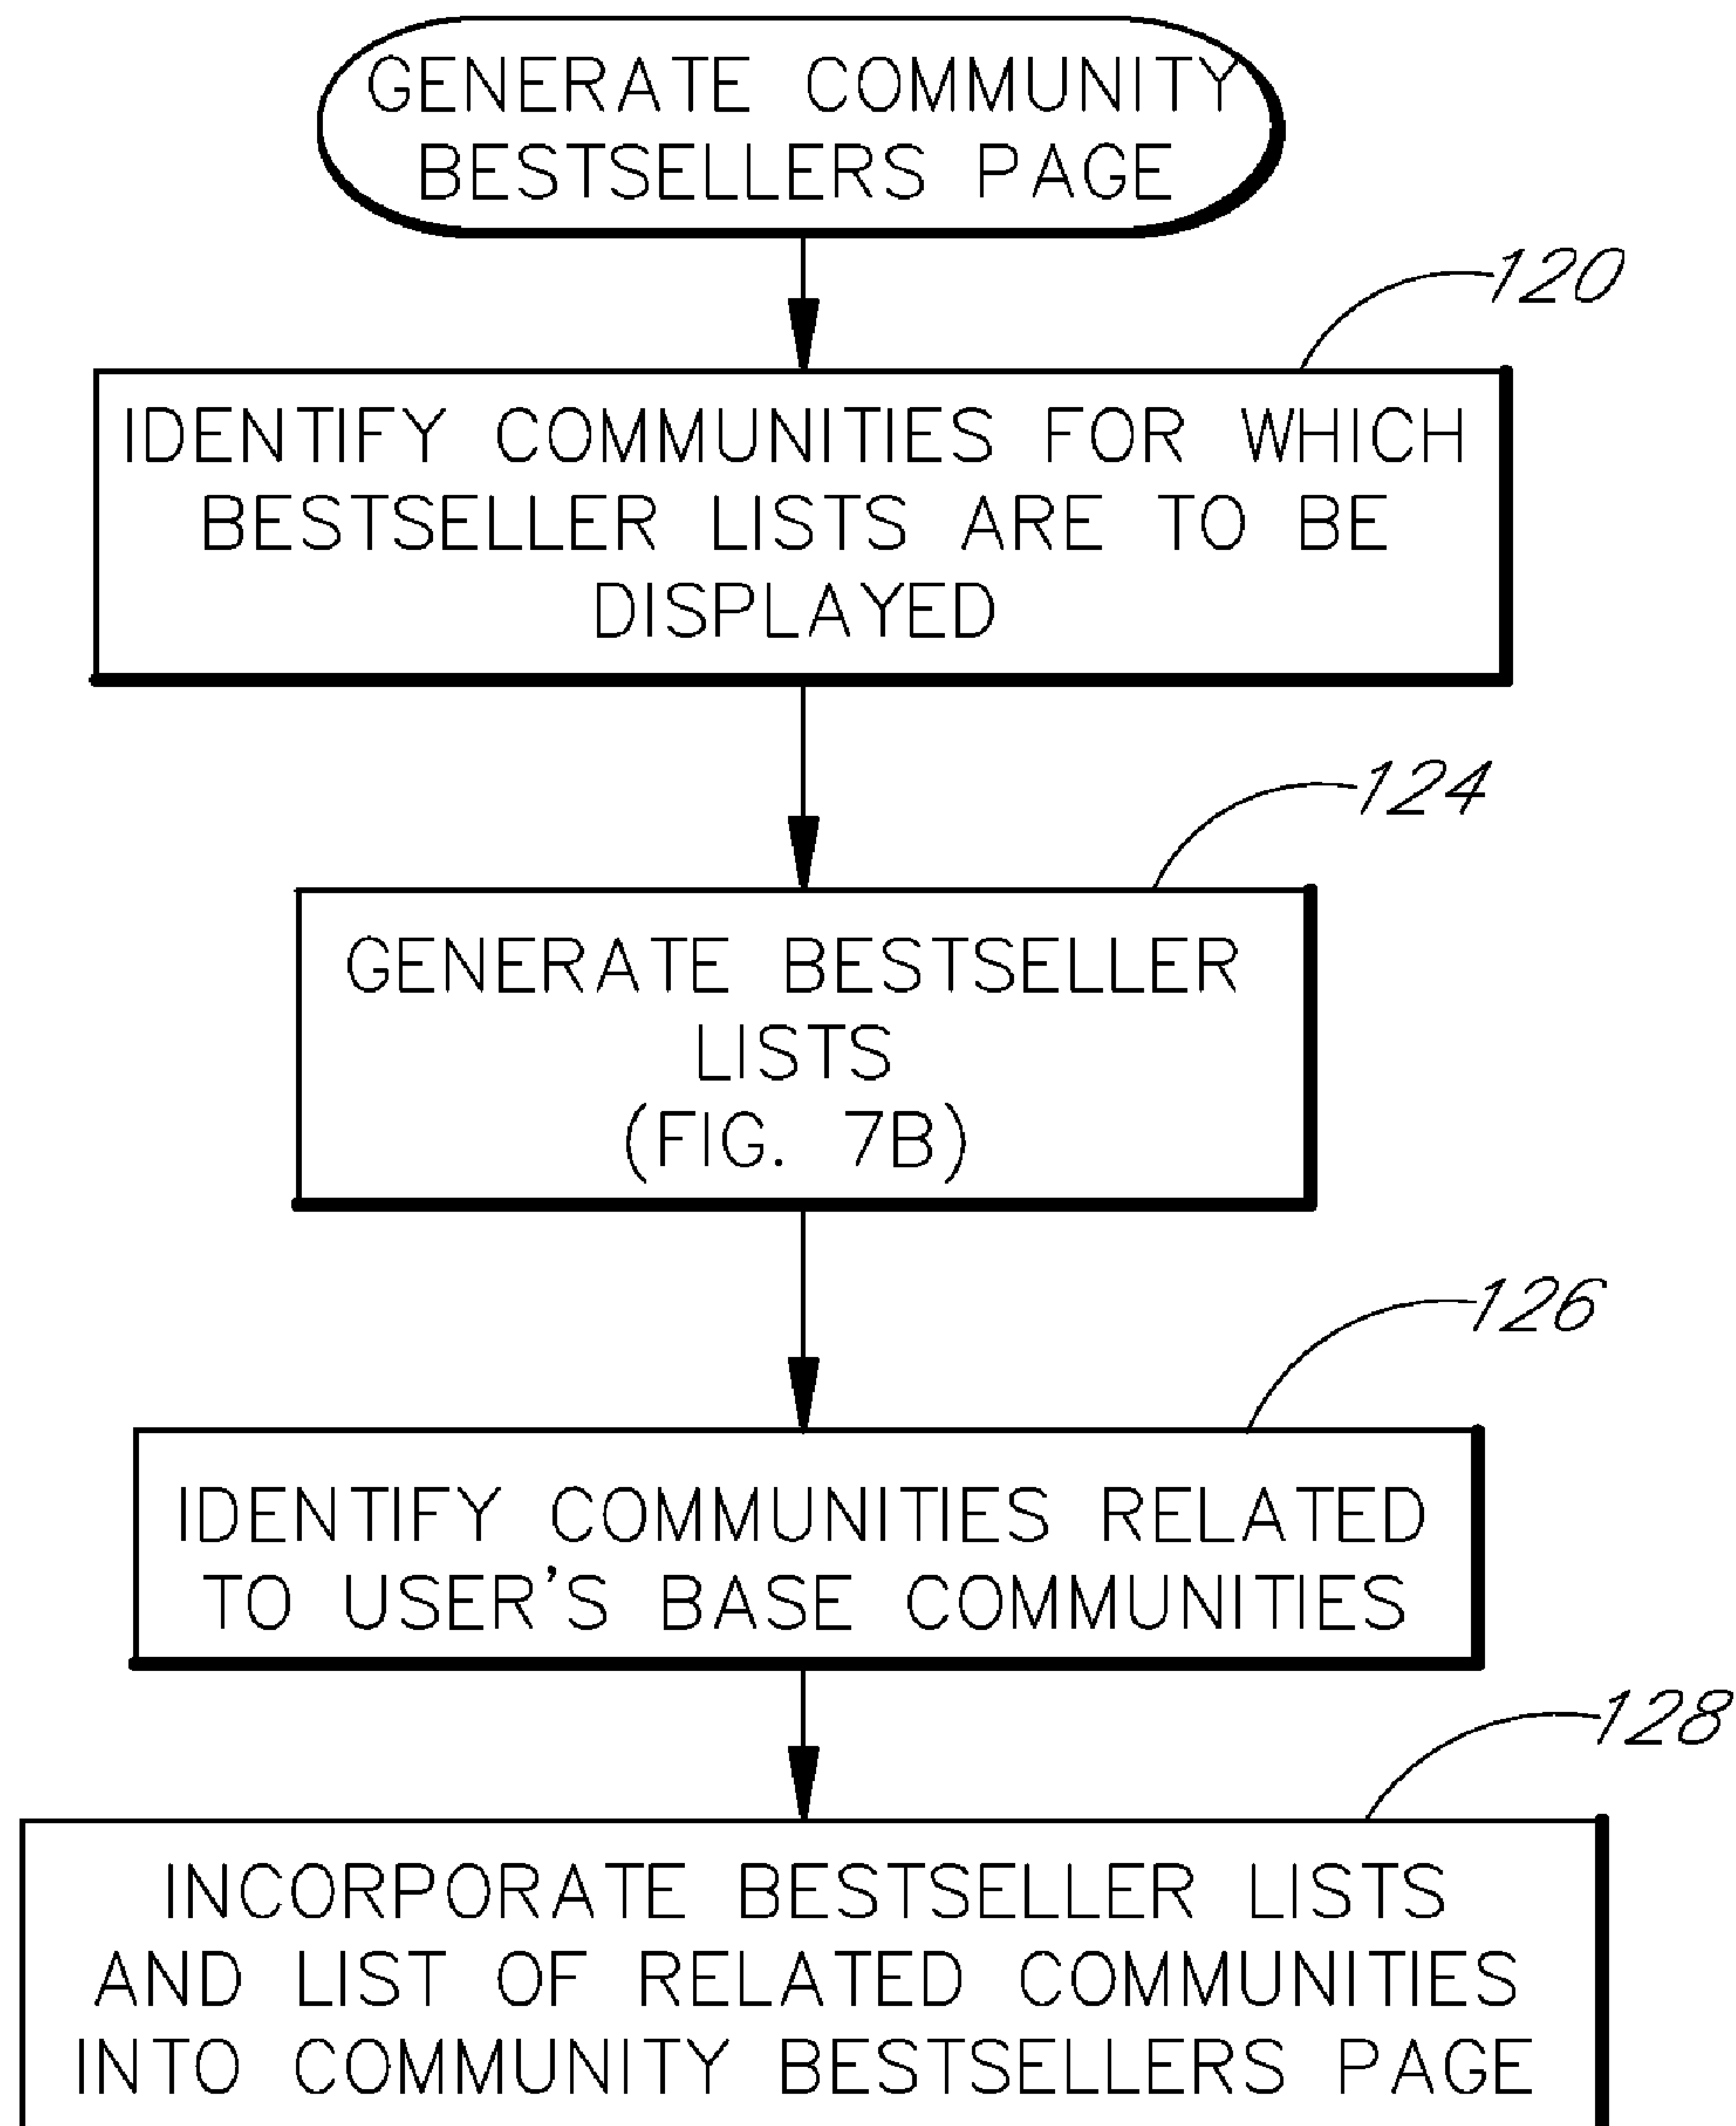 GENERATE COMMUNITY
BESTSELLERS PAGE
120
IDENTIFY COMMUNITIES FOR WHICH
BESTSELLER LISTS ARE TO BE
DISPLAYED
124
GENERATE BESTSELLER
LISTS
(FIG. 7B)
126
IDENTIFY COMMUNITIES RELATED
TO USER'S BASE COMMUNITIES
128
INCORPORATE BESTSELLER LISTS
AND LIST OF RELATED COMMUNITIES
INTO COMMUNITY BESTSELLERS PAGE